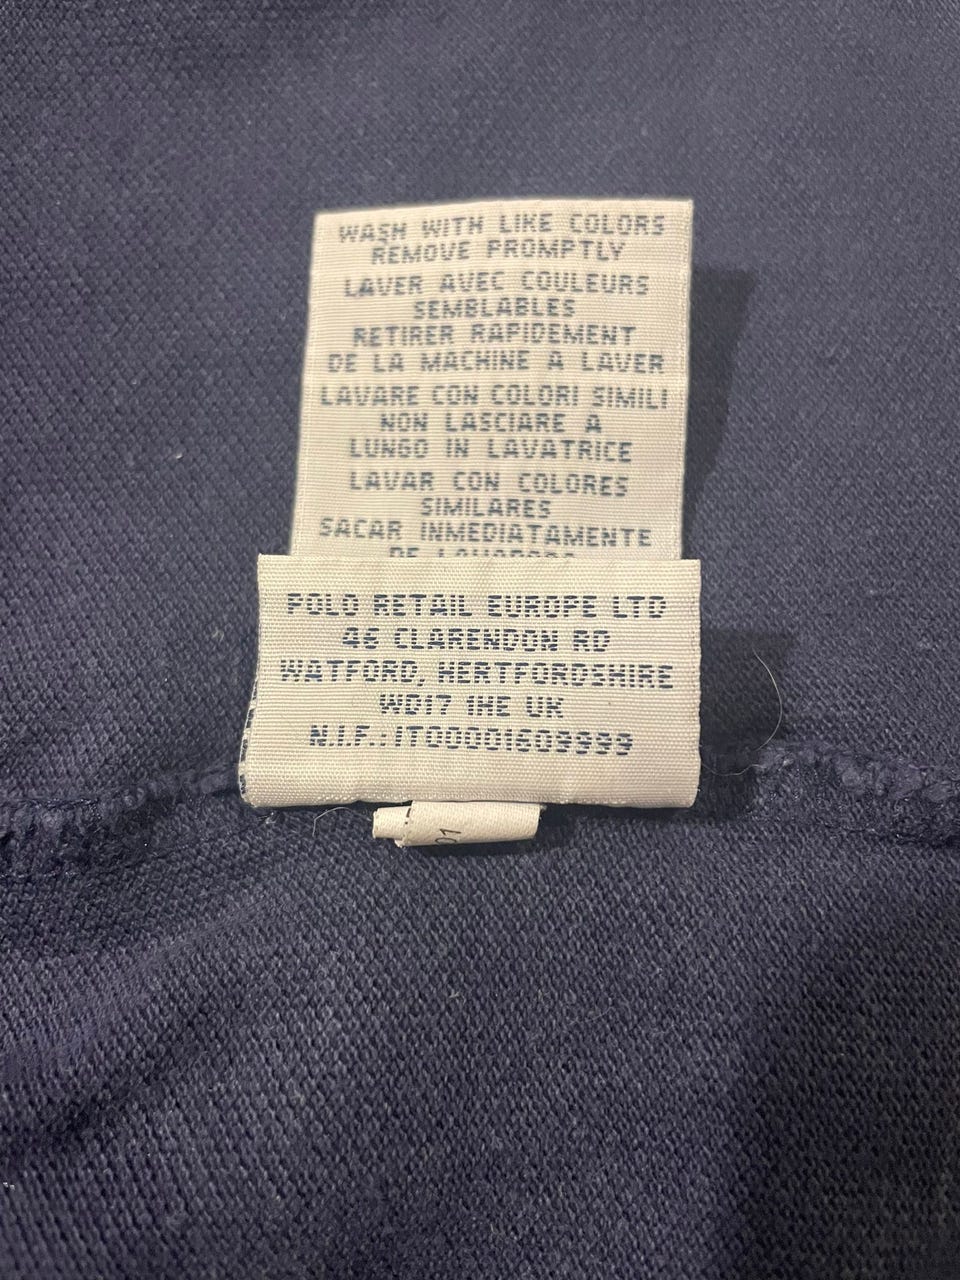 WASH WITH LIKE COLORS
REMOVE PROMPTLY
LAVER AVEC COULEURS
SEMBLABLES
RETIRER RAPIDEMENT
DE LA MACHINE A LAVER
LAVARE CON COLORI SIMILI
NON LASCIARE A
LUNGO IN LAVATRICE
LAVAR CON COLORES
SIMILARES
SACAR INMEDIATAMENTE
DE
POLO RETAIL EUROPE LTD
46 CLARENDON RD
WATFORD, HERTFORDSHIRE
WD17 1HE UK
N.I.F.: IT00001609999
01